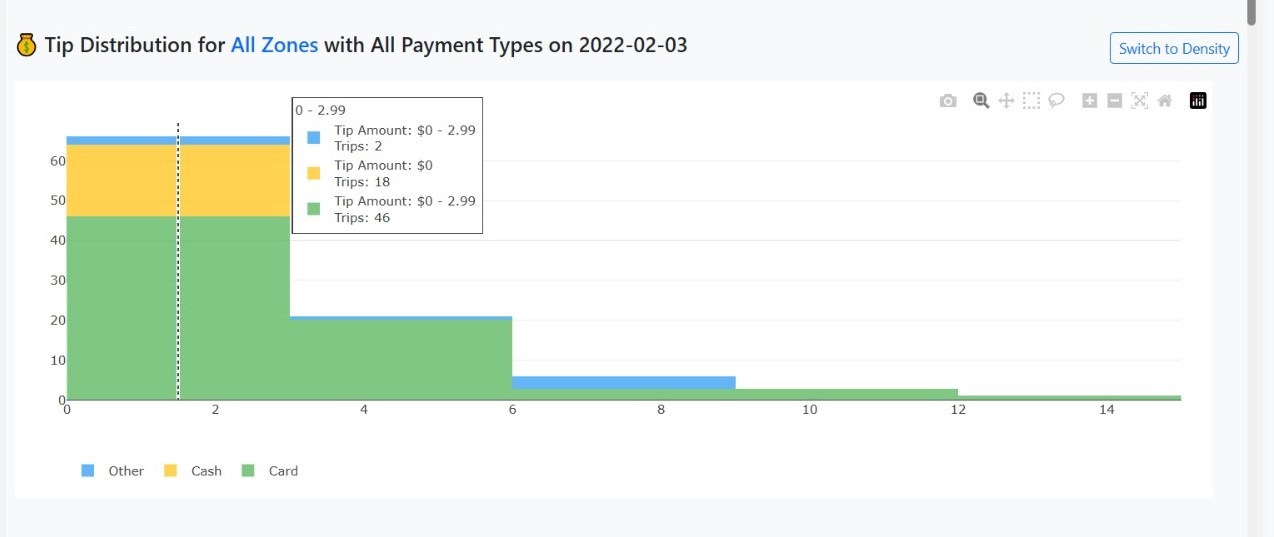 Tip Distribution for All Zones with All Payment Types on 2022-02-03
Switch to Density
0 - 2.99
Tip Amount: $0 - 2.99
Trips: 2
Tip Amount: $0
Trips: 18
Tip Amount: $0 - 2.99
Trips: 46
60
50
40
30
20
10
0
0 2 4 6 8 10 12 14
Other Cash Card